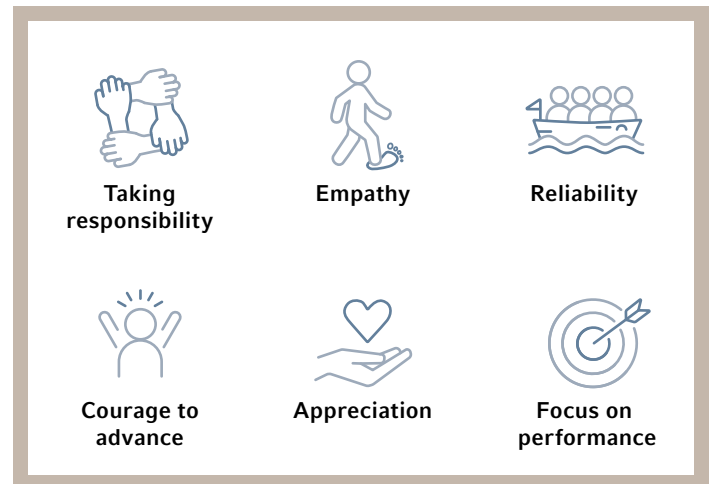 Taking
responsibility
Empathy
Reliability
Courage to
advance
Appreciation
Focus on
performance